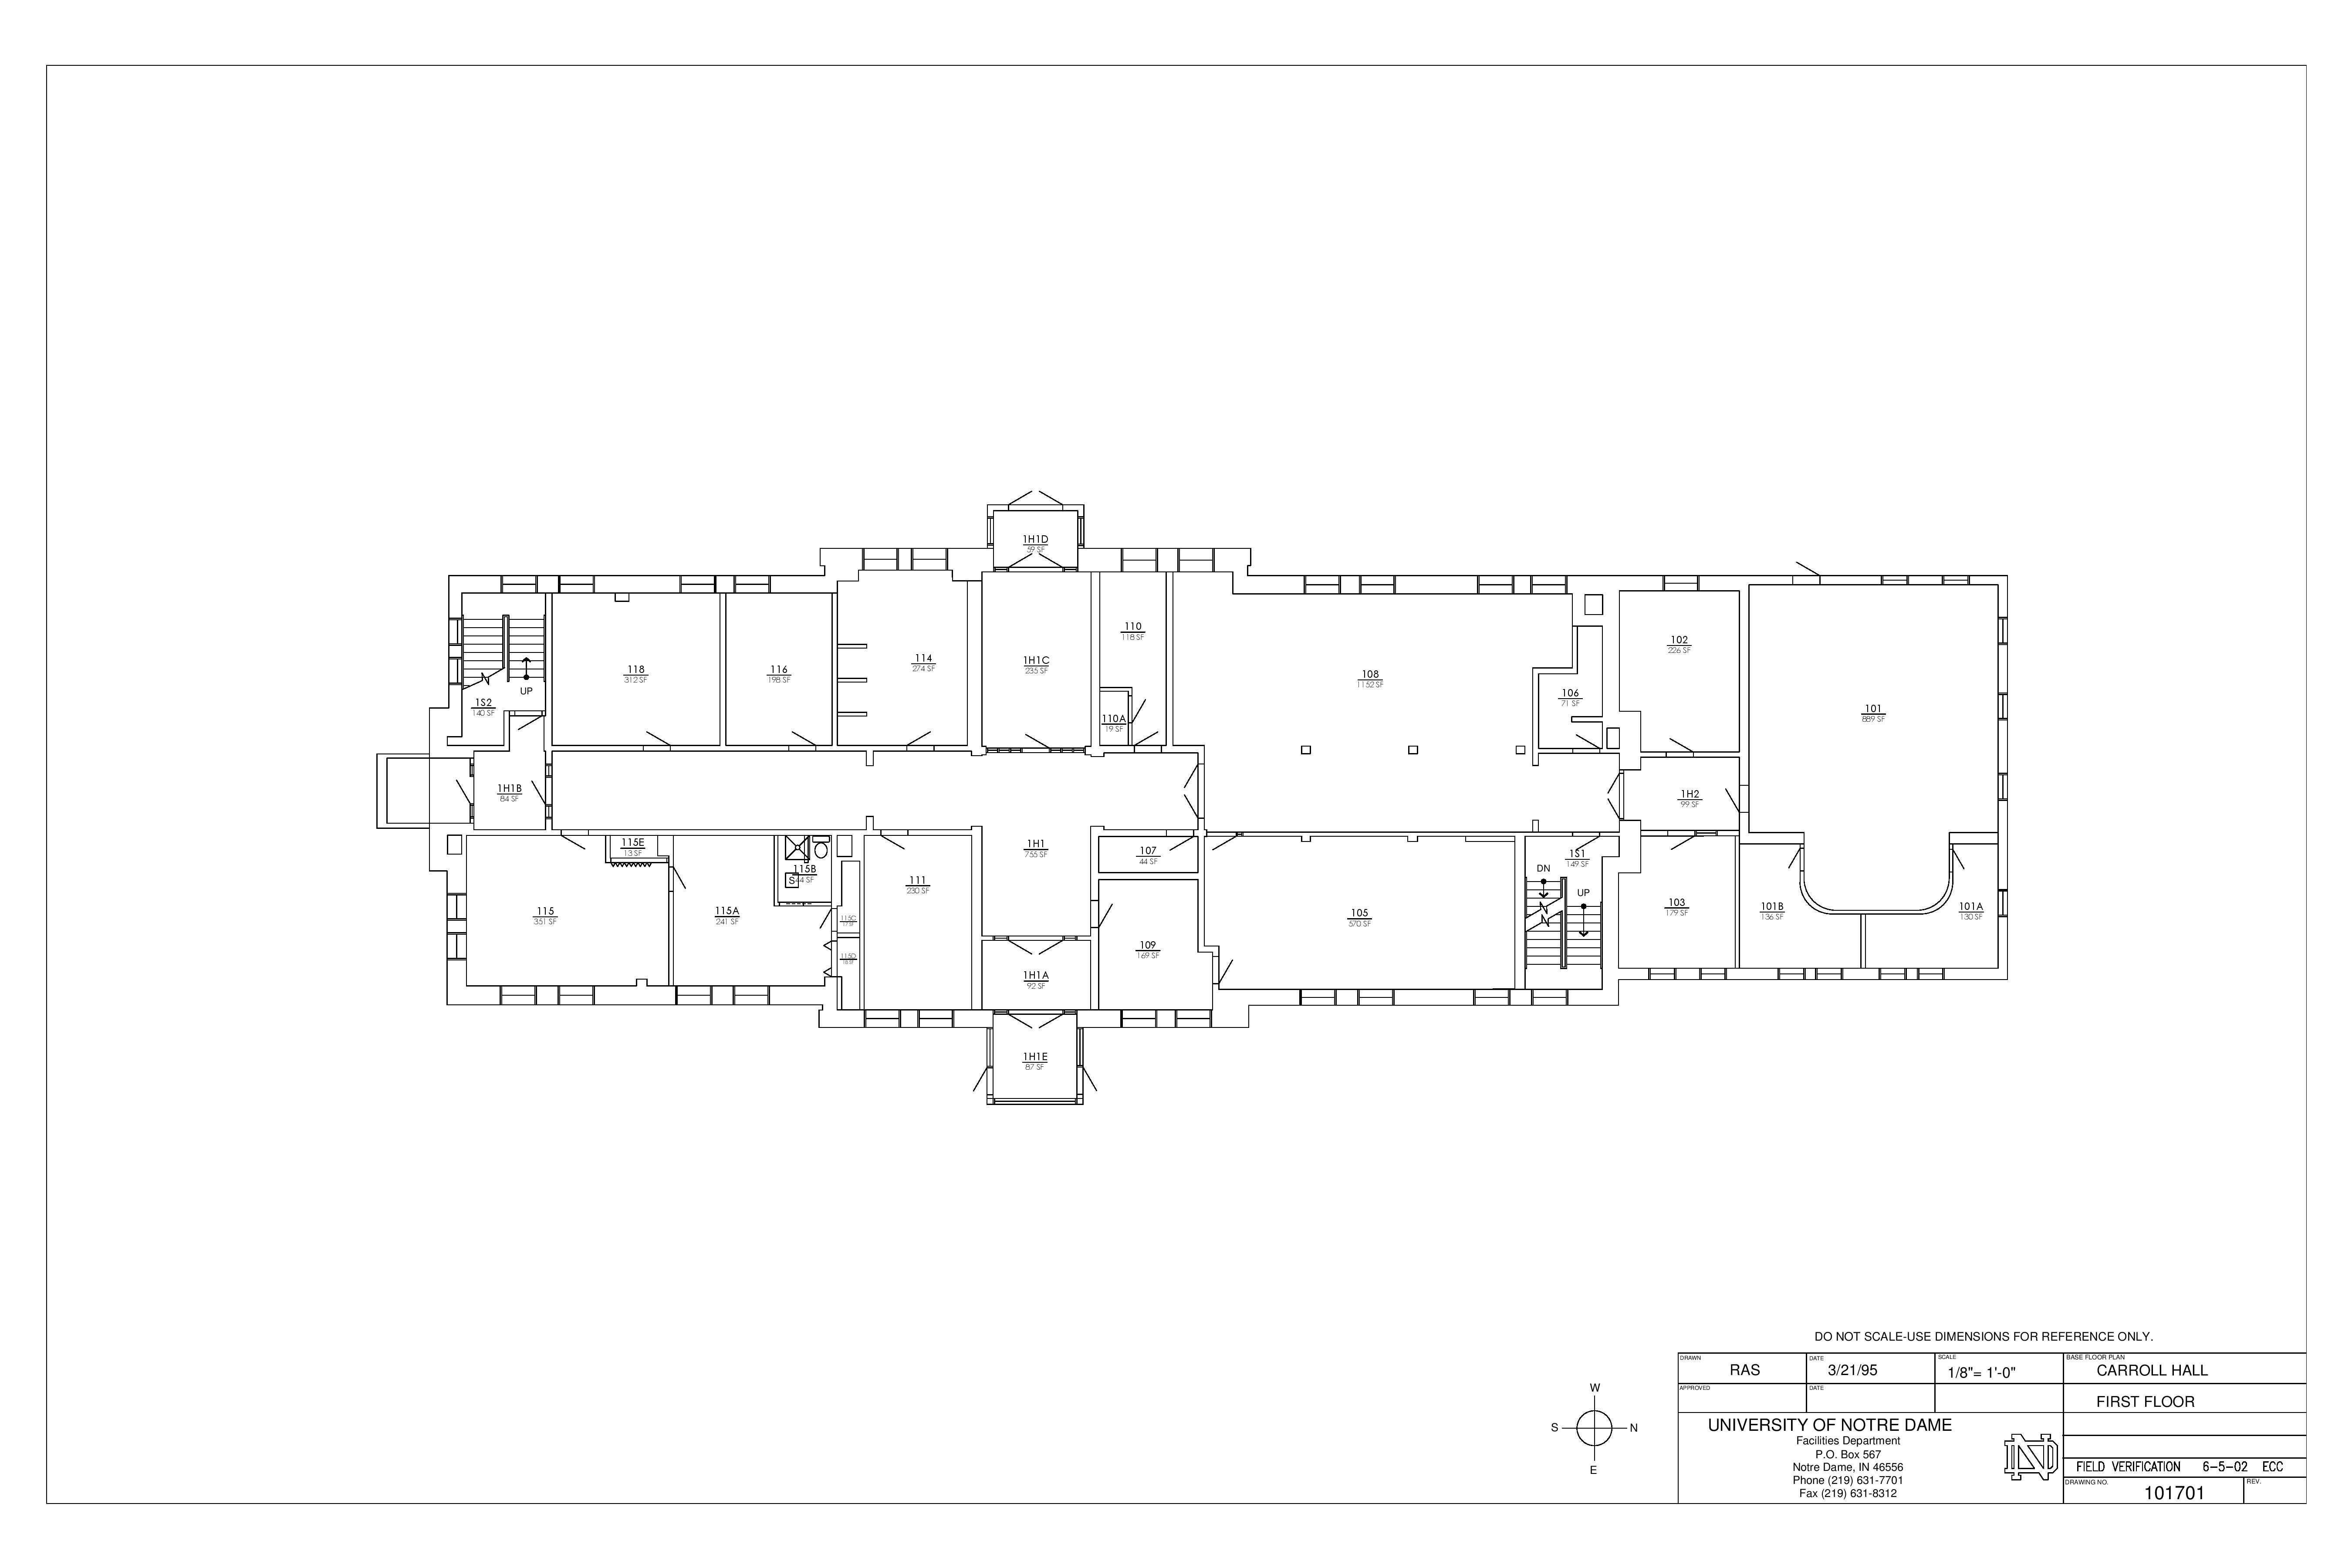 1H1D
59 SF
110
118 SF
102
226 SF
114
274 SF
1H1C
235 SF
118
312 SF
116
198 SF
108
1152 SF
UP
106
71 SF
1S2
140 SF
101
889 SF
110A
19 SF
1H1B
84 SF
1H2
99 SF
115E
13 SF
1H1
755 SF
107
44 SF
1S1
149 SF
DN
115B
44 SF
S
111
230 SF
UP
115
351 SF
115A
241 SF
115C
105
570 SF
103
179 SF
101B
136 SF
101A
130 SF
109
169 SF
115D
1H1A
92 SF
1H1E
87 SF
DO NOT SCALE-USE DIMENSIONS FOR REFERENCE ONLY.
DRAWN
RAS
DATE
3/21/95
SCALE
1/8"= 1'-0"
BASE FLOOR PLAN
CARROLL HALL
APPROVED
DATE
FIRST FLOOR
W
S
N
E
UNIVERSITY OF NOTRE DAME
Facilities Department
P.O. Box 567
Notre Dame, IN 46556
Phone (219) 631-7701
Fax (219) 631-8312
ND
FIELD VERIFICATION 6-5-02 ECC
DRAWING NO.
101701
REV.